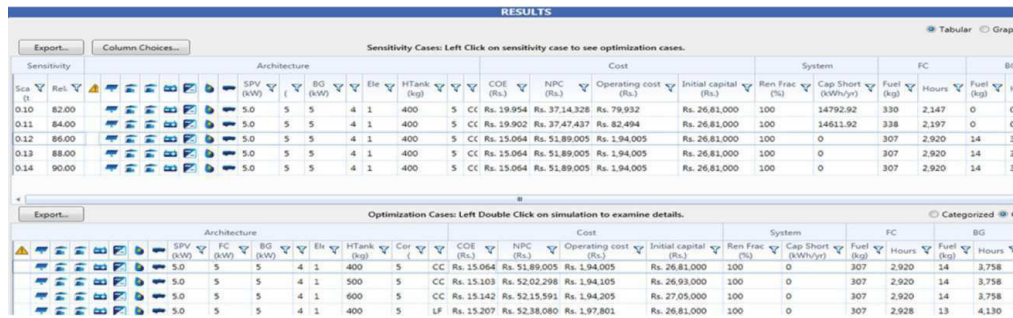 RESULTS
Tabular Grap
Export... Column Choices... Sensitivity Cases: Left Click on sensitivity case to see optimization cases.
Sensitivity Architecture Cost System FC BG
Sca (t Rel. SPV (kW) ( BG (kW) Ele HTank (kg) COE (Rs.) NPC (Rs.) Operating cost (Rs.) Initial capital (Rs.) Ren Frac (%) Cap Short (kWh/yr) Fuel (kg) Hours Fuel (kg)
0.10 82.00 5.0 5 5 4 1 400 5 CC Rs. 19.954 Rs. 37,14,328 Rs. 79,932 Rs. 26,81,000 100 14792.92 330 2,147 0
0.11 84.00 5.0 5 5 4 1 400 5 CC Rs. 19.902 Rs. 37,47,437 Rs. 82,494 Rs. 26,81,000 100 14611.92 338 2,197 0
0.12 86.00 5.0 5 5 4 1 400 5 CC Rs. 15.064 Rs. 51,89,005 Rs. 1,94,005 Rs. 26,81,000 100 0 307 2,920 14
0.13 88.00 5.0 5 5 4 1 400 5 CC Rs. 15.064 Rs. 51,89,005 Rs. 1,94,005 Rs. 26,81,000 100 0 307 2,920 14
0.14 90.00 5.0 5 5 4 1 400 5 CC Rs. 15.064 Rs. 51,89,005 Rs. 1,94,005 Rs. 26,81,000 100 0 307 2,920 14
Export... Optimization Cases: Left Double Click on simulation to examine details. Categorized
Architecture Cost System FC BG
SPV (kW) FC (kW) BG (kW) Ele HTank (kg) Cor ( COE (Rs.) NPC (Rs.) Operating cost (Rs.) Initial capital (Rs.) Ren Frac (%) Cap Short (kWh/yr) Fuel (kg) Hours Fuel (kg) Hours
5.0 5 5 4 1 400 5 CC Rs. 15.064 Rs. 51,89,005 Rs. 1,94,005 Rs. 26,81,000 100 0 307 2,920 14 3,758
5.0 5 5 4 1 500 5 CC Rs. 15.103 Rs. 52,02,298 Rs. 1,94,105 Rs. 26,93,000 100 0 307 2,920 14 3,758
5.0 5 5 4 1 600 5 CC Rs. 15.142 Rs. 52,15,591 Rs. 1,94,205 Rs. 27,05,000 100 0 307 2,920 14 3,758
5.0 5 5 4 1 400 5 LF Rs. 15.207 Rs. 52,38,080 Rs. 1,97,801 Rs. 26,81,000 100 0 307 2,928 13 4,130